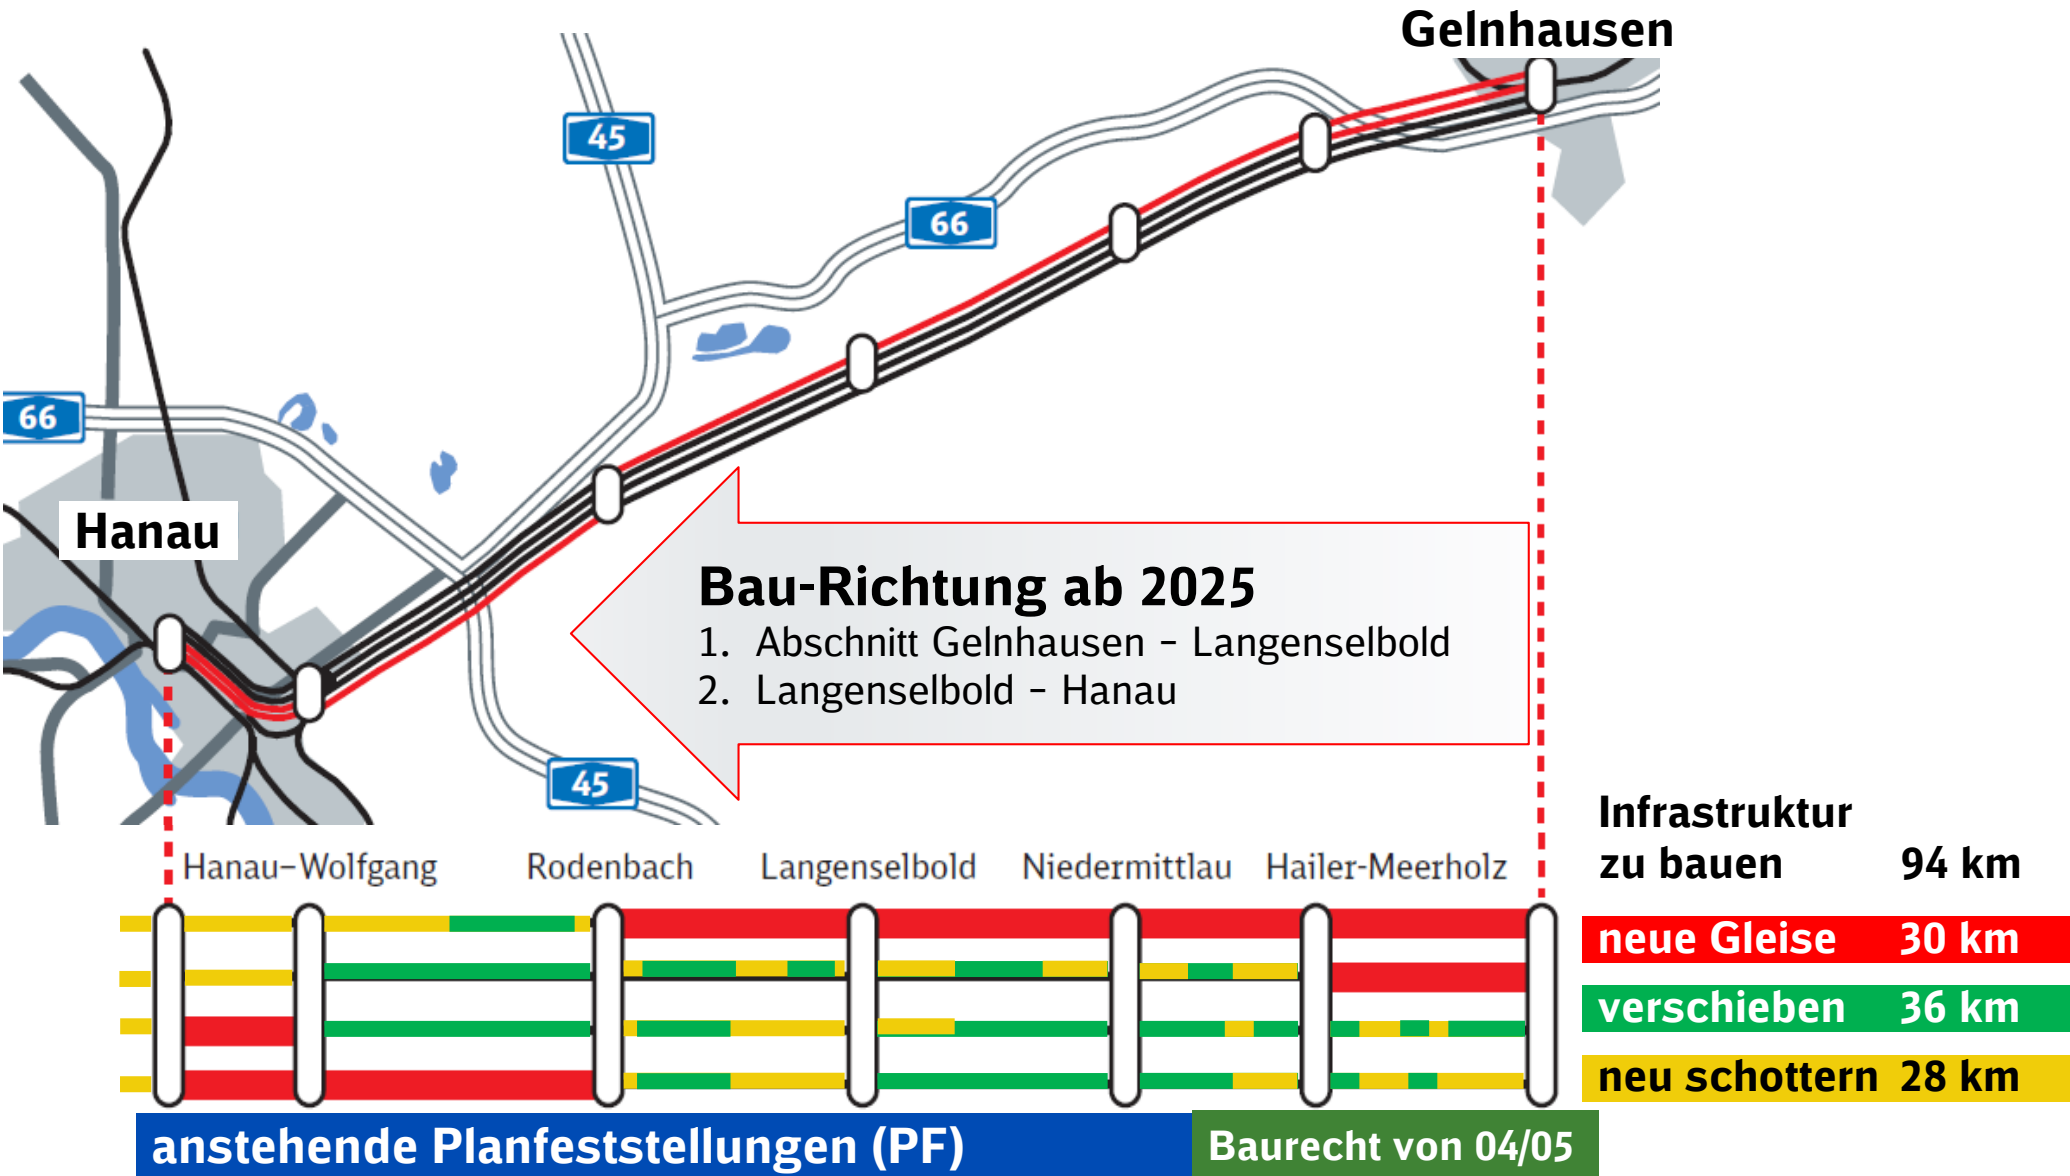 Gelnhausen
45
66
66
Hanau
Bau-Richtung ab 2025
1. Abschnitt Gelnhausen – Langenselbold
2. Langenselbold – Hanau
45
Infrastruktur
zu bauen 94 km
Hanau–Wolfgang Rodenbach Langenselbold Niedermittlau Hailer-Meerholz
neue Gleise 30 km
verschieben 36 km
neu schottern 28 km
anstehende Planfeststellungen (PF) Baurecht von 04/05